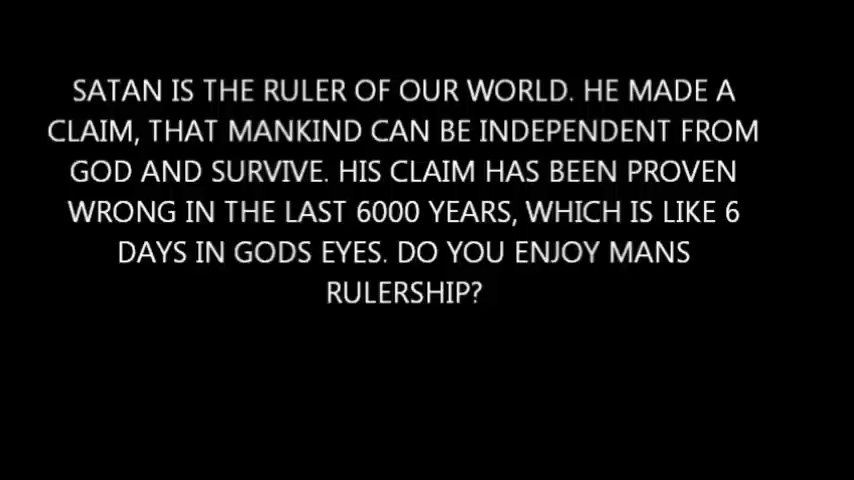 SATAN IS THE RULER OF OUR WORLD. HE MADE A
CLAIM, THAT MANKIND CAN BE INDEPENDENT FROM
GOD AND SURVIVE. HIS CLAIM HAS BEEN PROVEN
WRONG IN THE LAST 6000 YEARS, WHICH IS LIKE 6
DAYS IN GODS EYES. DO YOU ENJOY MANS
RULERSHIP?